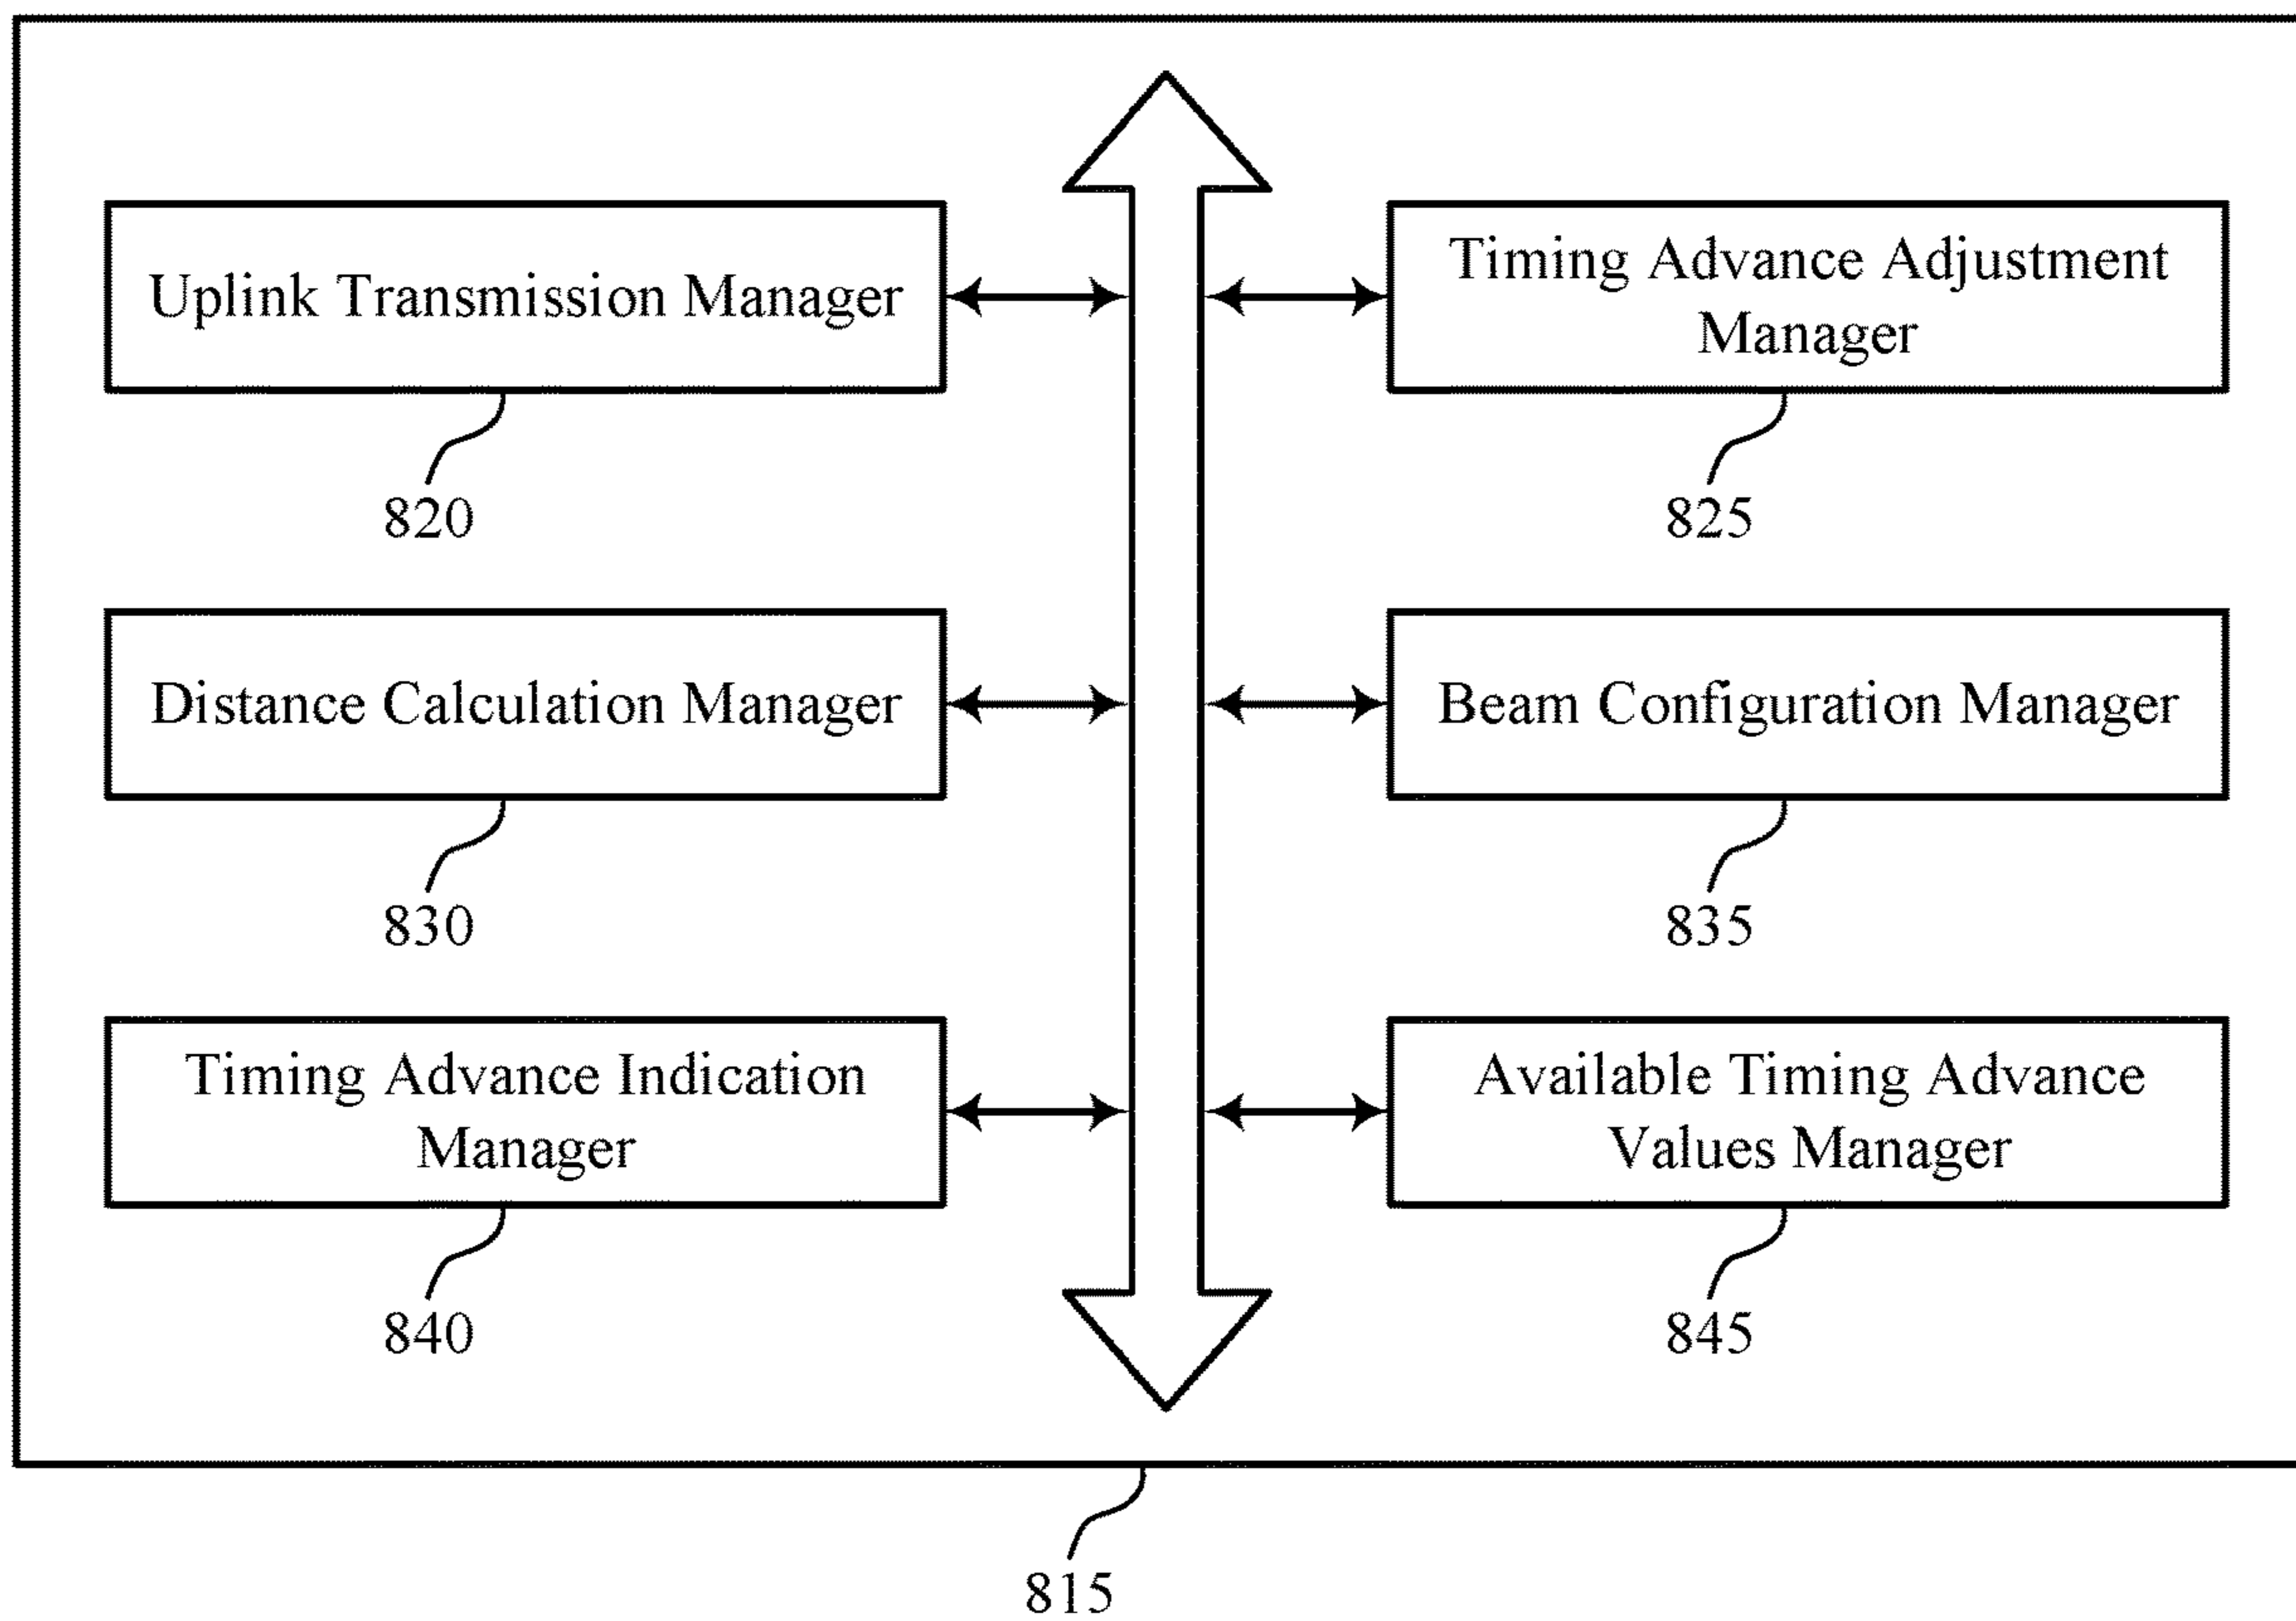 Uplink Transmission Manager
820
Timing Advance Adjustment
Manager
825
Distance Calculation Manager
830
Beam Configuration Manager
835
Timing Advance Indication
Manager
840
Available Timing Advance
Values Manager
845
815